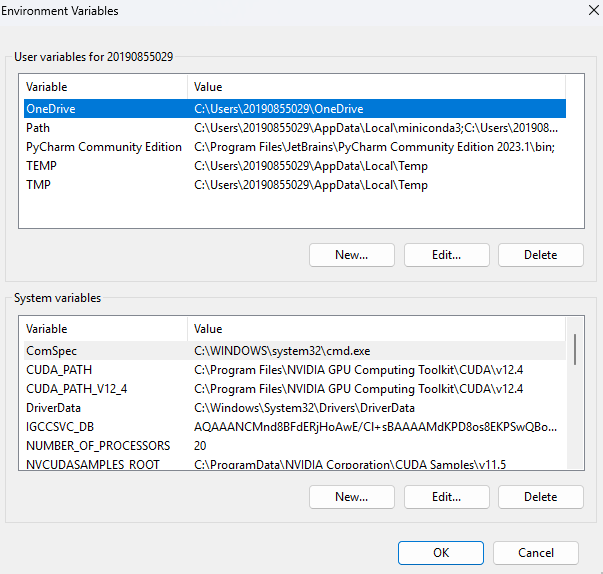 Environment Variables
User variables for 20190855029
Variable Value
OneDrive C:\Users\20190855029\OneDrive
Path C:\Users\20190855029\AppData\Local\miniconda3;C:\Users\201908...
PyCharm Community Edition C:\Program Files\JetBrains\PyCharm Community Edition 2023.1\bin;
TEMP C:\Users\20190855029\AppData\Local\Temp
TMP C:\Users\20190855029\AppData\Local\Temp
New... Edit... Delete
System variables
Variable Value
ComSpec C:\WINDOWS\system32\cmd.exe
CUDA_PATH C:\Program Files\NVIDIA GPU Computing Toolkit\CUDA\v12.4
CUDA_PATH_V12_4 C:\Program Files\NVIDIA GPU Computing Toolkit\CUDA\v12.4
DriverData C:\Windows\System32\Drivers\DriverData
IGCCSVC_DB AQAAANCMnd8BFdERjHoAwE/Cl+sBAAAAMdKPD8os8EKPSwQBo...
NUMBER_OF_PROCESSORS 20
NVCUDASAMPLES_ROOT C:\ProgramData\NVIDIA Corporation\CUDA Samples\v11.5
New... Edit... Delete
OK Cancel